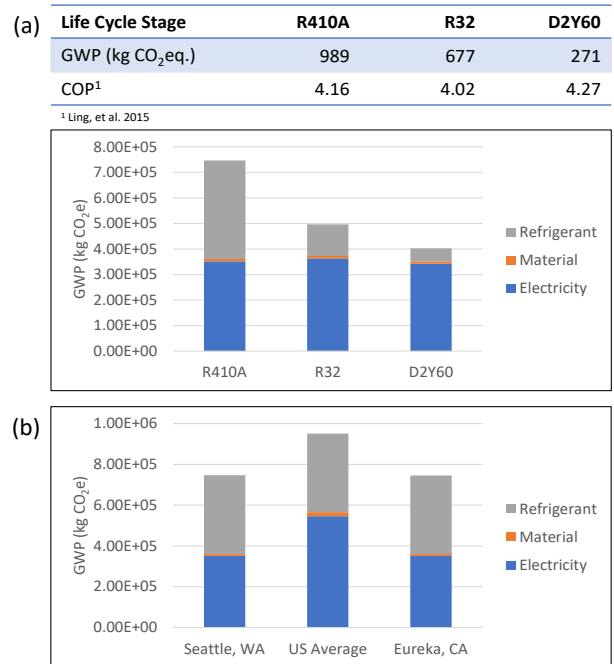 (a)
Life Cycle Stage R410A R32 D2Y60
GWP (kg CO₂eq.) 989 677 271
COP¹ 4.16 4.02 4.27
¹ Ling, et al. 2015
8.00E+05
7.00E+05
6.00E+05
5.00E+05
4.00E+05
3.00E+05
2.00E+05
1.00E+05
0.00E+00
GWP (kg CO₂e)
R410A R32 D2Y60
Refrigerant
Material
Electricity
(b)
1.00E+06
8.00E+05
6.00E+05
4.00E+05
2.00E+05
0.00E+00
GWP (kg CO₂e)
Seattle, WA US Average Eureka, CA
Refrigerant
Material
Electricity